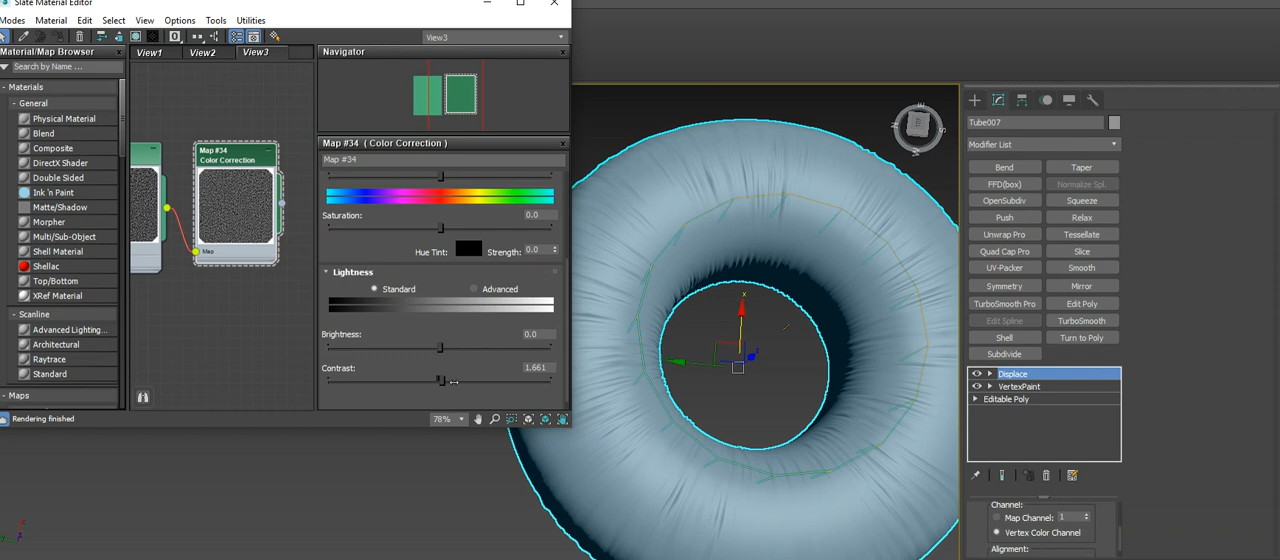 Slate Material Editor
Modes Material Edit Select View Options Tools Utilities
View3
Material/Map Browser
Search by Name ...
- Materials
- General
Physical Material
Blend
Composite
DirectX Shader
Double Sided
Ink 'n Paint
Matte/Shadow
Morpher
Multi/Sub-Object
Shell Material
Shellac
Top/Bottom
XRef Material
- Scanline
Advanced Lighting...
Architectural
Raytrace
Standard
+ Maps
Rendering finished
View1 View2 View3
Map #34
Color Correction
Map
Navigator
Map #34 ( Color Correction )
Map #34
Saturation: 0.0
Hue Tint: Strength: 0.0
Lightness
Standard Advanced
Brightness: 0.0
Contrast: 1.661
78%
Tube007
Modifier List
Bend Taper
FFD(box) Normalize Spl.
OpenSubdiv Squeeze
Push Relax
Unwrap Pro Tessellate
Quad Cap Pro Slice
UV-Packer Smooth
Symmetry Mirror
TurboSmooth Pro Edit Poly
Edit Spline TurboSmooth
Shell Turn to Poly
Subdivide
Displace
VertexPaint
Editable Poly
Channel:
Map Channel: 1
Vertex Color Channel
Alignment: